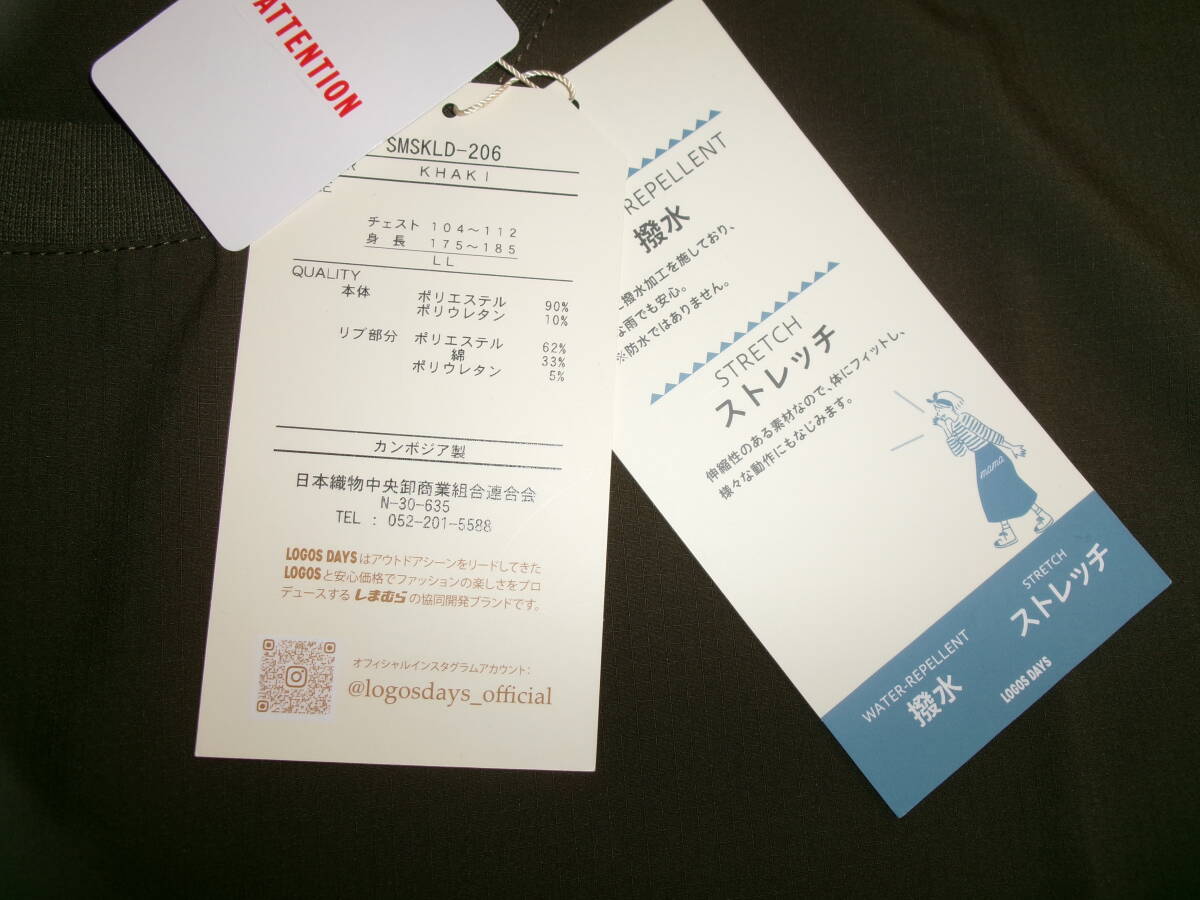 ATTENTION
SMSKLD-206
KHAKI
チェスト 104〜112
身長 175〜185
LL
QUALITY
本体 ポリエステル 90%
ポリウレタン 10%
リブ部分 ポリエステル 62%
綿 33%
ポリウレタン 5%
カンボジア製
日本織物中央卸商業組合連合会
N-30-635
TEL : 052-201-5588
LOGOS DAYS はアウトドアシーンをリードしてきた
LOGOS と安心価格でファッションの楽しさをプロ
デュースする しまむら の協同開発ブランドです。
オフィシャルインスタグラムアカウント:
@logosdays_official
REPELLENT
撥水
撥水加工を施しており、
な雨でも安心。
※防水ではありません。
STRETCH
ストレッチ
伸縮性のある素材なので、体にフィットし、
様々な動作にもなじみます。
mama
WATER-REPELLENT
撥水
STRETCH
ストレッチ
LOGOS DAYS